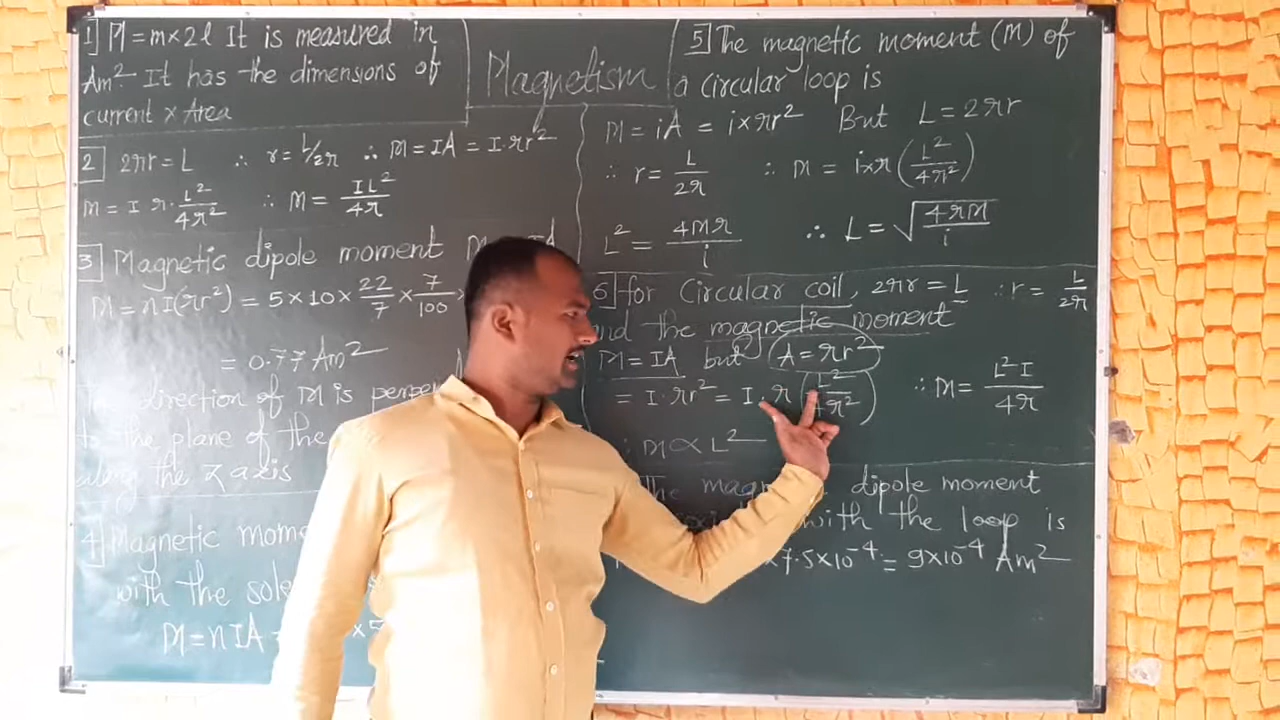 Magnetism
1] M = m × 2l It is measured in
Am². It has the dimensions of
current × Area
2] 2πr = L ∴ r = L/2π ∴ M = IA = I·πr²
M = I π · L²/4π² ∴ M = IL²/4π
3] Magnetic dipole moment
M = nI(πr²) = 5 × 10 × 22/7 × 7/100 ×
= 0.77 Am²
The direction of M is
to the plane of the
along the Z axis
4] Magnetic
with the
M = nIA =
5] The magnetic moment (M) of
a circular loop is
M = iA = i × πr² But L = 2πr
∴ r = L/2π ∴ M = i×π (L²/4π²)
L² = 4Mπ/i ∴ L = √(4πM/i)
6] for Circular coil, 2πr = L ∴ r = L/2π
and the magnetic moment
M = IA but A = πr²
= I·πr² = I·π (L²/4π²) ∴ M = L²I/4π
∴ M ∝ L²
The dipole moment
with the loop is
× 7.5×10⁻⁴ = 9×10⁻⁴ Am²